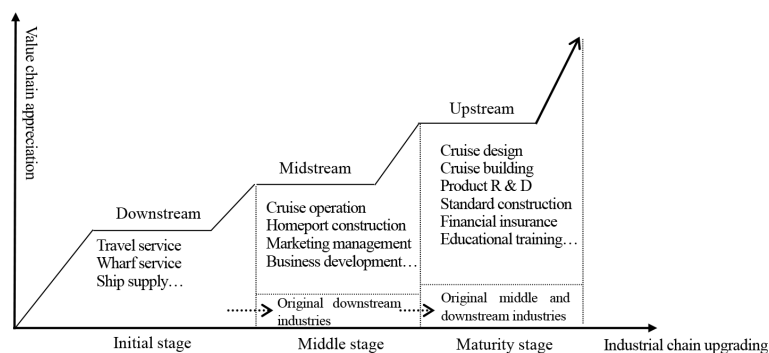 Value chain appreciation
Upstream
Cruise design
Cruise building
Product R & D
Standard construction
Financial insurance
Educational training…
Midstream
Cruise operation
Homeport construction
Marketing management
Business development…
Downstream
Travel service
Wharf service
Ship supply…
Original downstream
industries
Original middle and
downstream industries
Initial stage
Middle stage
Maturity stage
Industrial chain upgrading